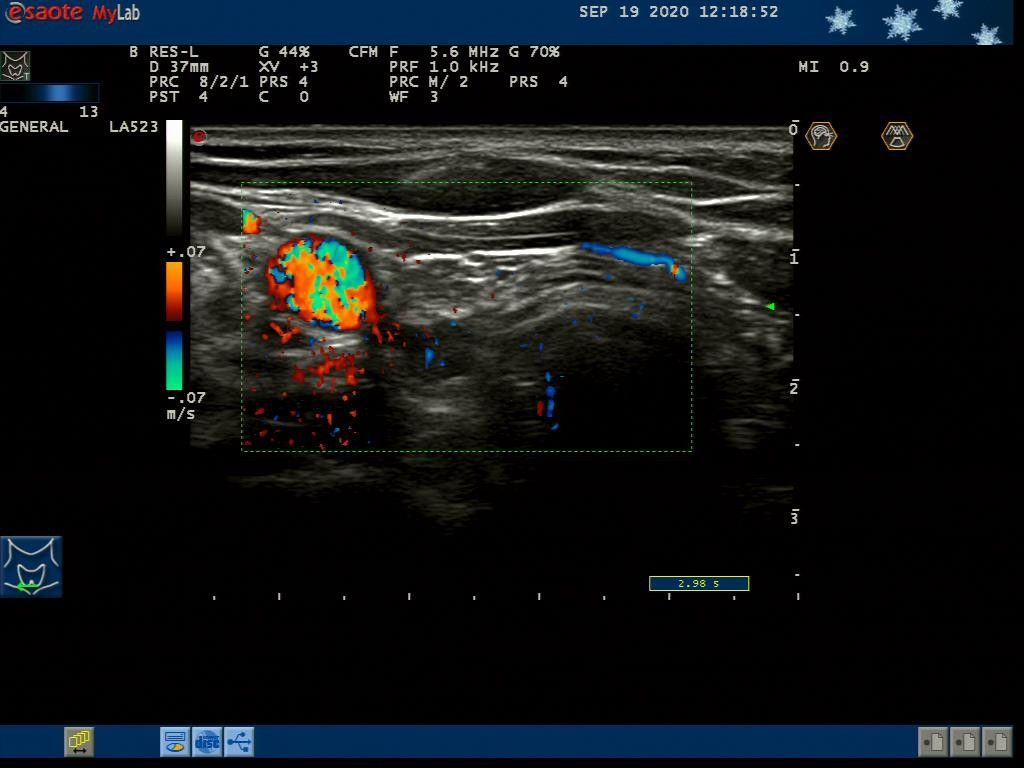 esaote MyLab
SEP 19 2020 12:18:52
B RES-L G 44% CFM F 5.6 MHz G 70%
D 37mm XV +3 PRF 1.0 kHz MI 0.9
PRC 8/2/1 PRS 4 PRC M/ 2 PRS 4
PST 4 C 0 WF 3
4 13
GENERAL LA523
0
+.07
1
-.07
m/s
2
3
2.98 s
disc